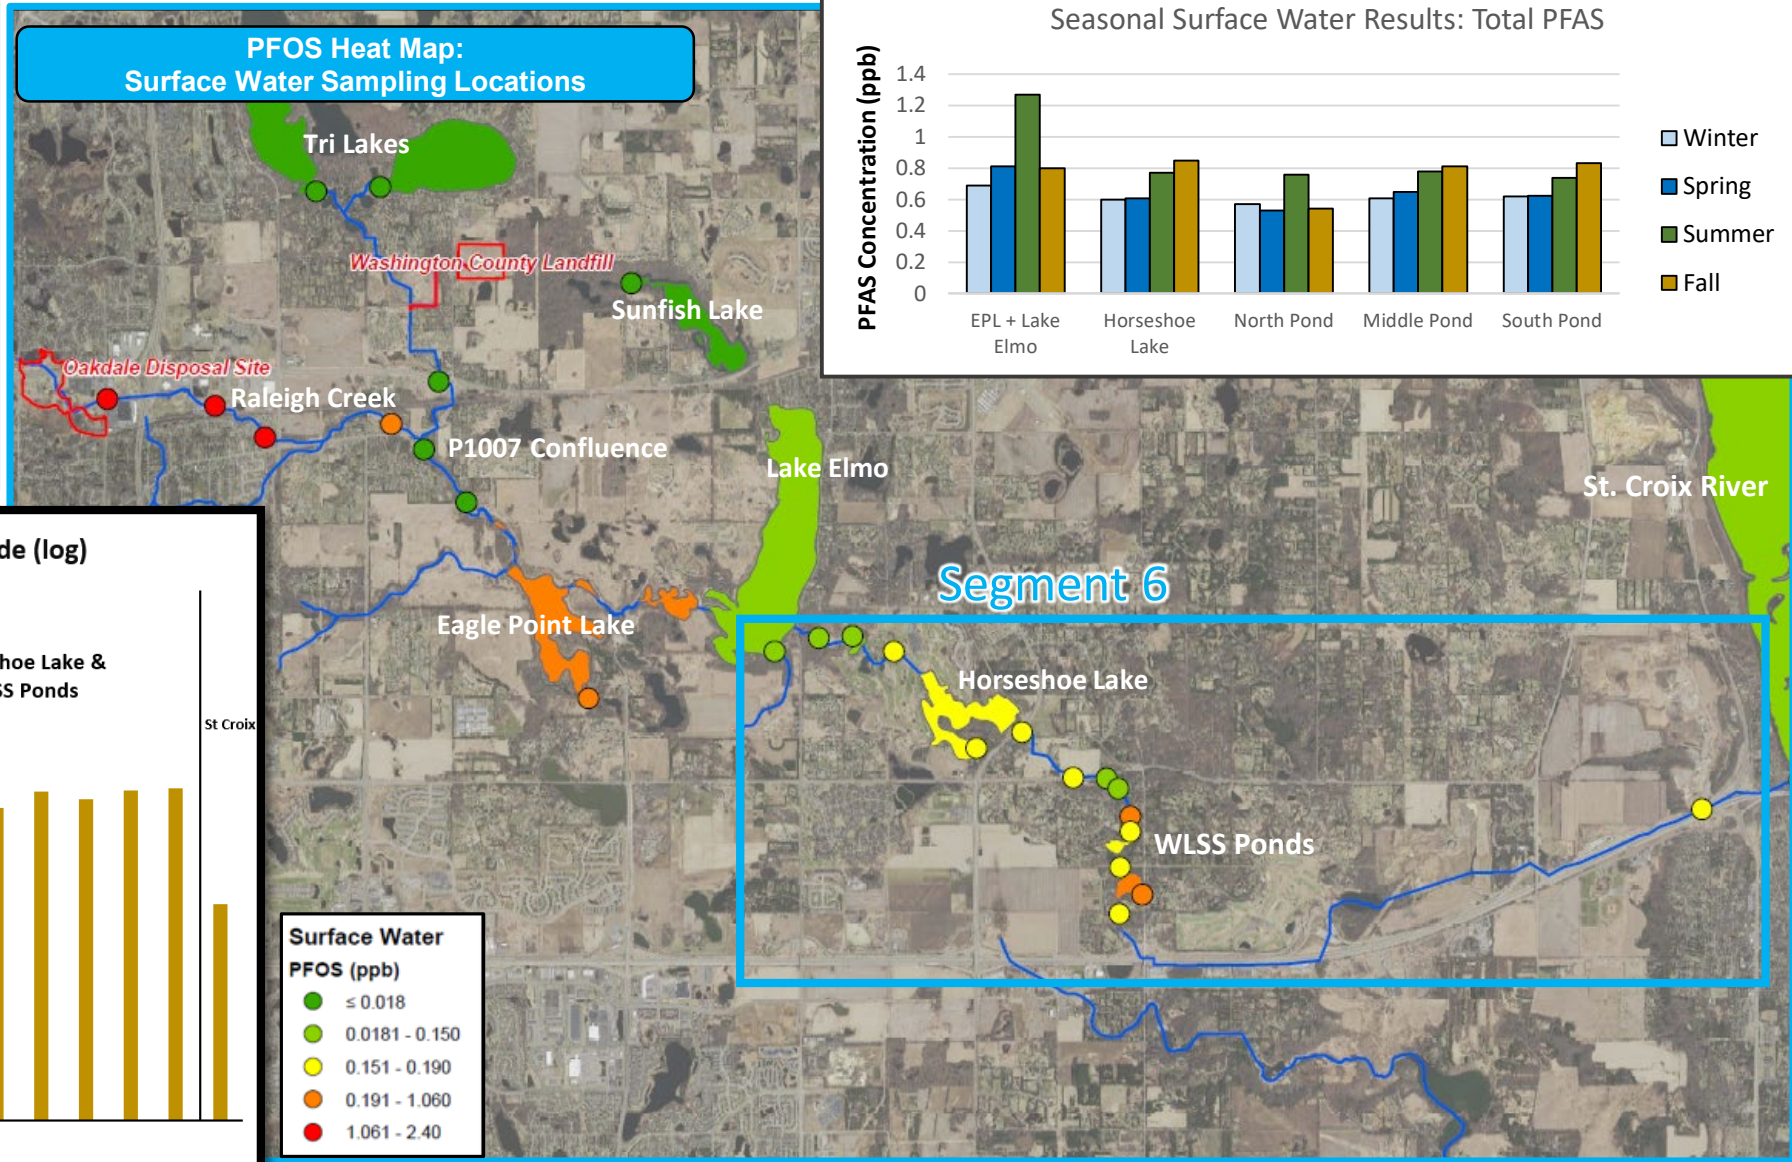 PFOS Heat Map:
Surface Water Sampling Locations
Seasonal Surface Water Results: Total PFAS
PFAS Concentration (ppb)
1.4
1.2
1
0.8
0.6
0.4
0.2
0
EPL + Lake
Elmo
Horseshoe
Lake
North Pond
Middle Pond
South Pond
Winter
Spring
Summer
Fall
Tri Lakes
Washington County Landfill
Sunfish Lake
Oakdale Disposal Site
Raleigh Creek
P1007 Confluence
Lake Elmo
St. Croix River
Segment 6
Eagle Point Lake
Horseshoe Lake
WLSS Ponds
de (log)
hoe Lake &
SS Ponds
St Croix
Surface Water
PFOS (ppb)
≤ 0.018
0.0181 - 0.150
0.151 - 0.190
0.191 - 1.060
1.061 - 2.40